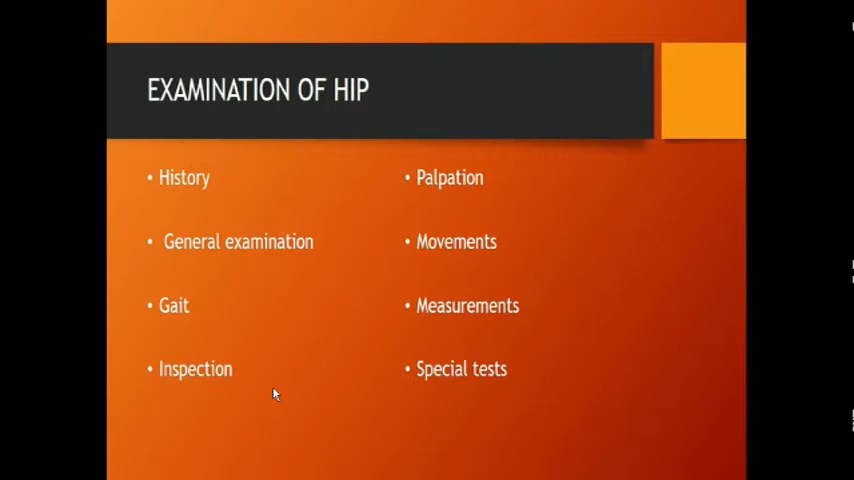 EXAMINATION OF HIP
• History
• General examination
• Gait
• Inspection
• Palpation
• Movements
• Measurements
• Special tests